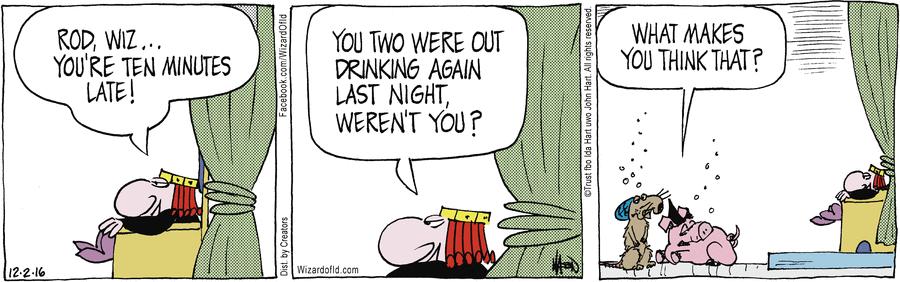 ROD, WIZ...
YOU'RE TEN MINUTES
LATE!
12.2.16
Facebook.com/WizardOfId
Dist. by Creators
YOU TWO WERE OUT
DRINKING AGAIN
LAST NIGHT,
WEREN'T YOU?
WizardofId.com
©Trust fbo Ida Hart uwo John Hart. All rights reserved.
WHAT MAKES
YOU THINK THAT?